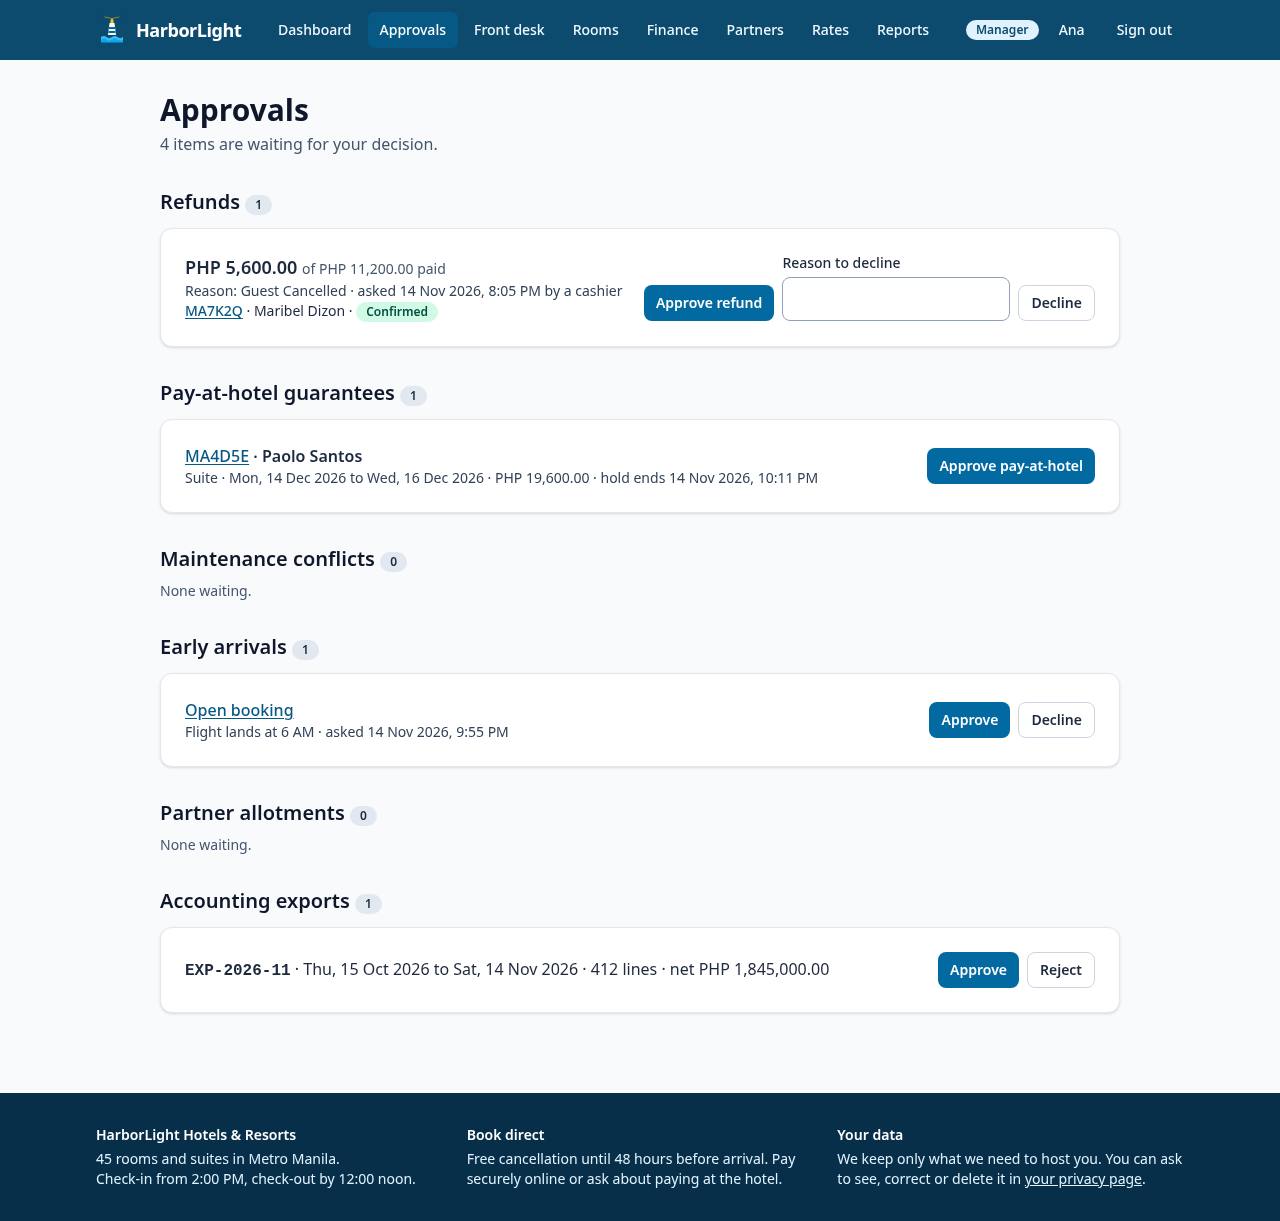 HarborLight
Dashboard
Approvals
Front desk
Rooms
Finance
Partners
Rates
Reports
Manager
Ana
Sign out
Approvals
4 items are waiting for your decision.
Refunds 1
PHP 5,600.00 of PHP 11,200.00 paid
Reason: Guest Cancelled · asked 14 Nov 2026, 8:05 PM by a cashier
MA7K2Q · Maribel Dizon · Confirmed
Approve refund
Reason to decline
Decline
Pay-at-hotel guarantees 1
MA4D5E · Paolo Santos
Suite · Mon, 14 Dec 2026 to Wed, 16 Dec 2026 · PHP 19,600.00 · hold ends 14 Nov 2026, 10:11 PM
Approve pay-at-hotel
Maintenance conflicts 0
None waiting.
Early arrivals 1
Open booking
Flight lands at 6 AM · asked 14 Nov 2026, 9:55 PM
Approve
Decline
Partner allotments 0
None waiting.
Accounting exports 1
EXP-2026-11 · Thu, 15 Oct 2026 to Sat, 14 Nov 2026 · 412 lines · net PHP 1,845,000.00
Approve
Reject
HarborLight Hotels & Resorts
45 rooms and suites in Metro Manila.
Check-in from 2:00 PM, check-out by 12:00 noon.
Book direct
Free cancellation until 48 hours before arrival. Pay
securely online or ask about paying at the hotel.
Your data
We keep only what we need to host you. You can ask
to see, correct or delete it in your privacy page.